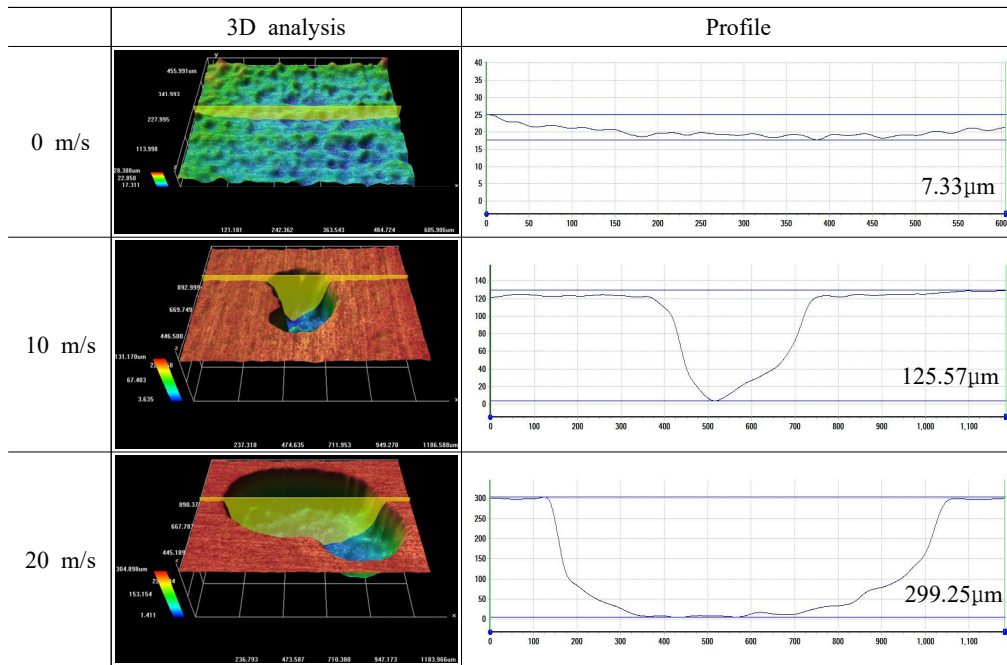 3D analysis Profile
0 m/s
y
455.991um
341.993
227.995
113.998
z
28.388um
22.850
17.311
x
121.181 242.362 363.543 484.724 605.906um
40
35
30
25
20
15
10
5
0
7.33μm
0 50 100 150 200 250 300 350 400 450 500 550 600
10 m/s
892.999
669.749
446.500
z
131.170um
67.403
3.635
x
237.318 474.635 711.953 949.270 1186.588um
140
120
100
80
60
40
20
0
125.57μm
0 100 200 300 400 500 600 700 800 900 1,000 1,100
20 m/s
890.37
667.787
445.189
z
304.898um
153.154
1.411
x
236.793 473.587 710.380 947.173 1183.966um
300
250
200
150
100
50
0
299.25μm
0 100 200 300 400 500 600 700 800 900 1,000 1,100